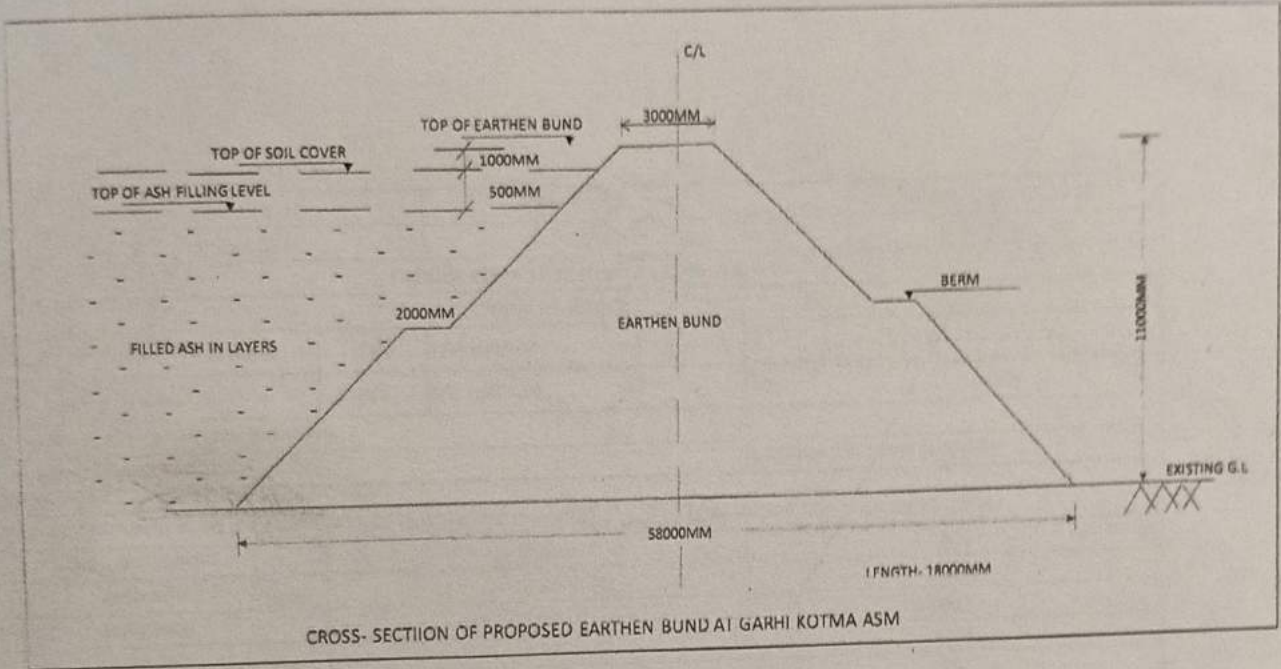 C/L
3000MM
TOP OF EARTHEN BUND
TOP OF SOIL COVER
1000MM
TOP OF ASH FILLING LEVEL
500MM
BERM
2000MM
EARTHEN BUND
11000MM
FILLED ASH IN LAYERS
EXISTING G.L
58000MM
LENGTH- 18000MM
CROSS- SECTIION OF PROPOSED EARTHEN BUND AT GARHI KOTMA ASM